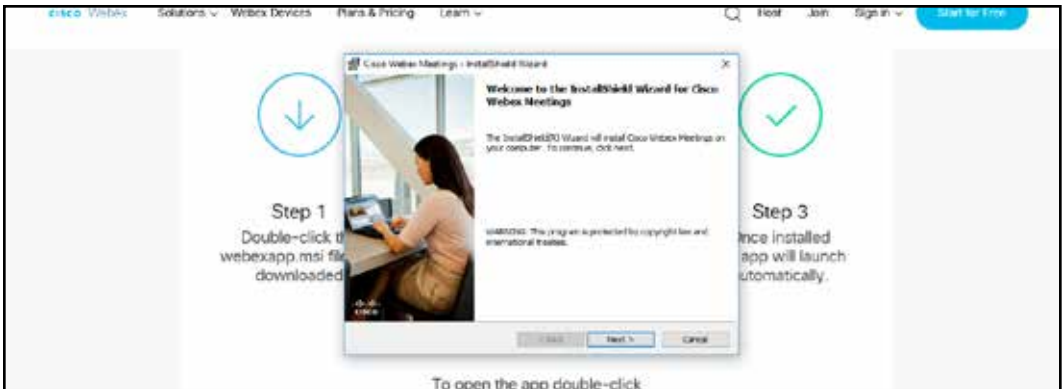 cisco Webex Solutions Webex Devices Plans & Pricing Learn Host Join Sign in Start for Free
Cisco Webex Meetings - InstallShield Wizard
Welcome to the InstallShield Wizard for Cisco
Webex Meetings
The InstallShield(R) Wizard will install Cisco Webex Meetings on
your computer. To continue, click Next.
WARNING: This program is protected by copyright law and
international treaties.
CISCO
< Back Next > Cancel
Step 1
Double-click t
webexapp.msi file
downloaded
Step 3
Once installed
app will launch
utomatically.
To open the app double-click